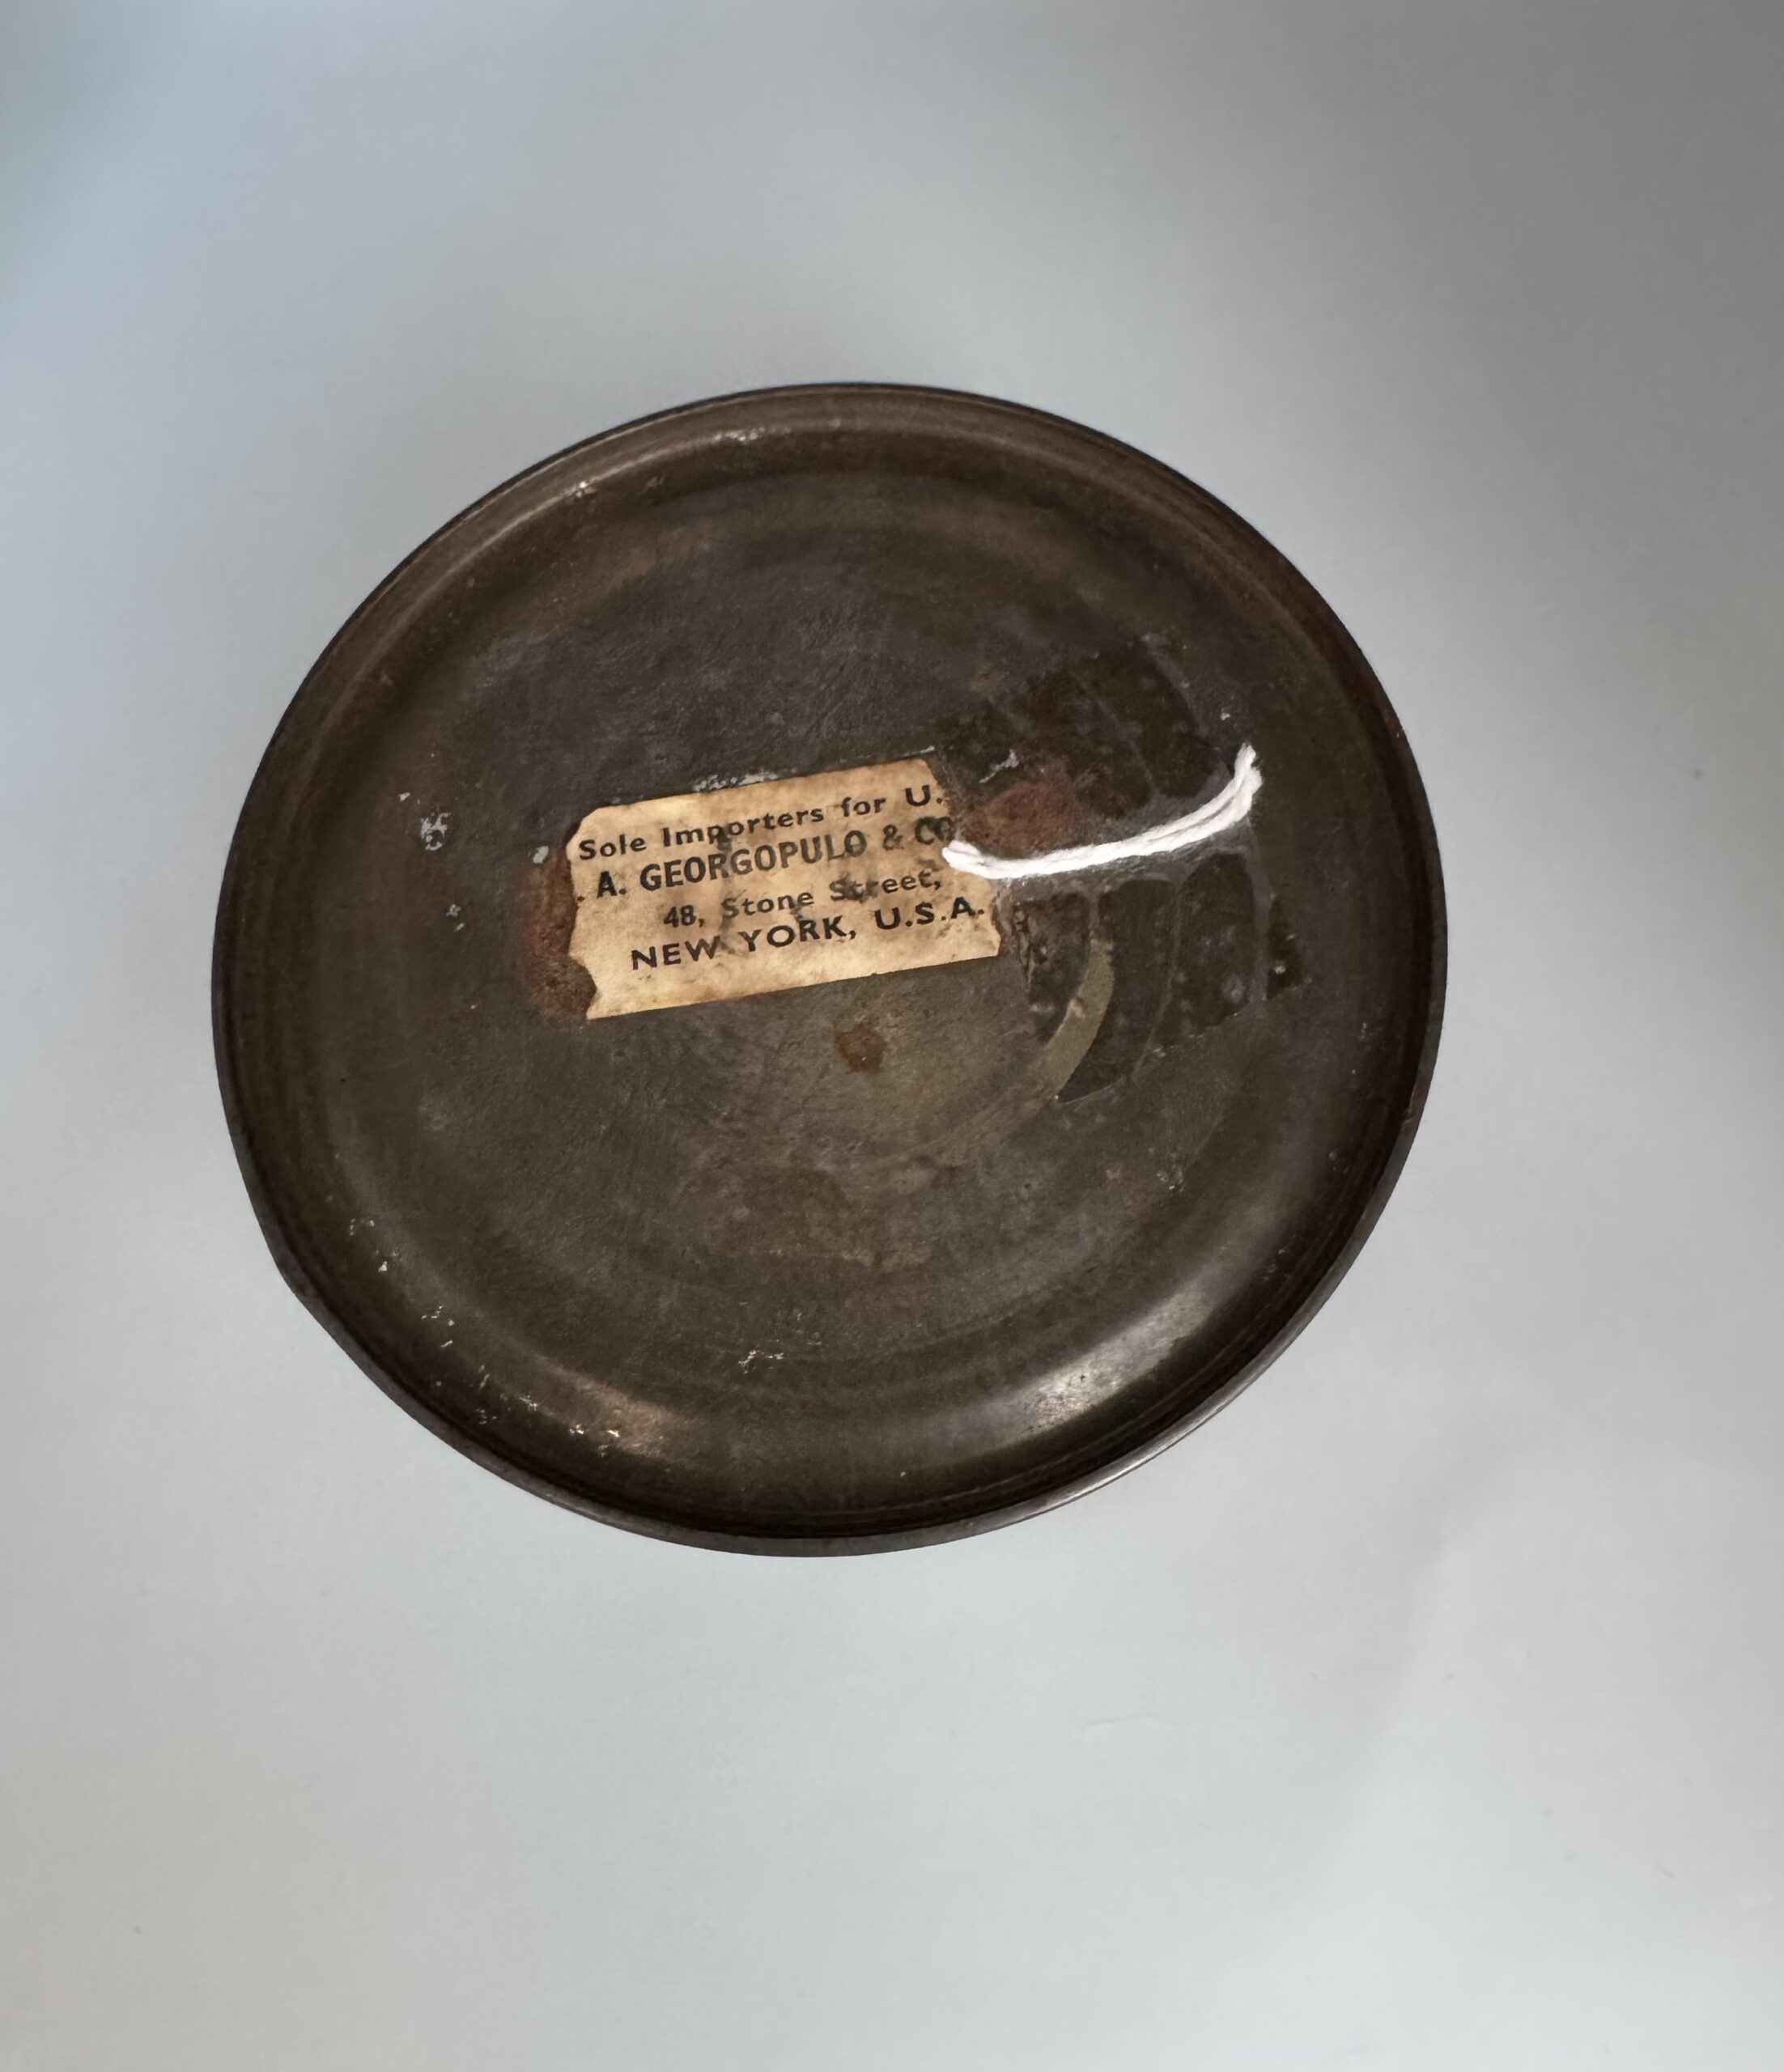 Sole Importers for U.
A. GEORGOPULO & CO
48, Stone Street,
NEW YORK, U.S.A.